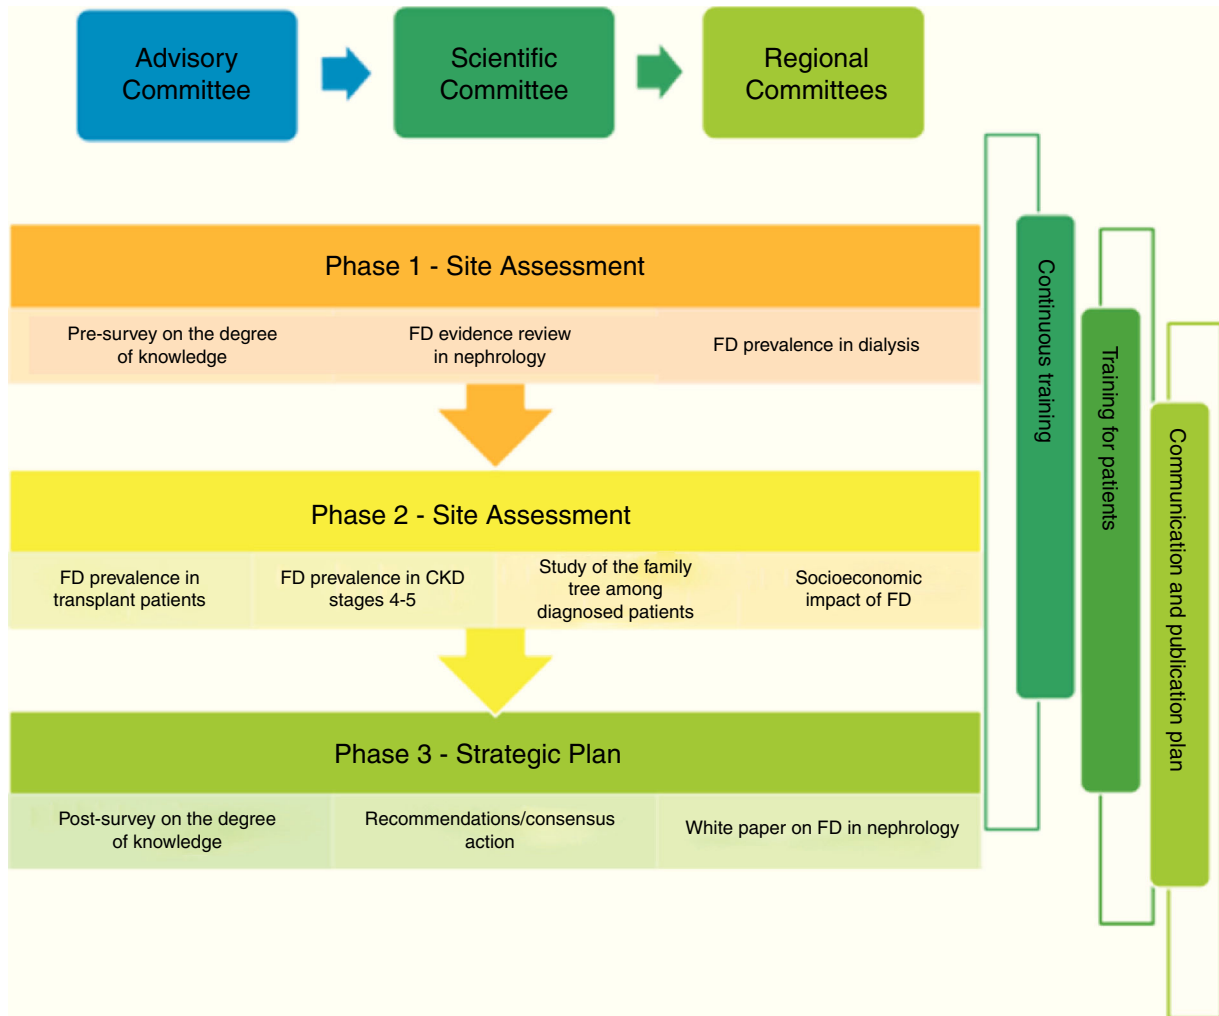 Advisory
Committee
Scientific
Committee
Regional
Committees
Phase 1 - Site Assessment
Pre-survey on the degree
of knowledge
FD evidence review
in nephrology
FD prevalence in dialysis
Phase 2 - Site Assessment
FD prevalence in
transplant patients
FD prevalence in CKD
stages 4-5
Study of the family
tree among
diagnosed patients
Socioeconomic
impact of FD
Phase 3 - Strategic Plan
Post-survey on the degree
of knowledge
Recommendations/consensus
action
White paper on FD in nephrology
Continuous training
Training for patients
Communication and publication plan